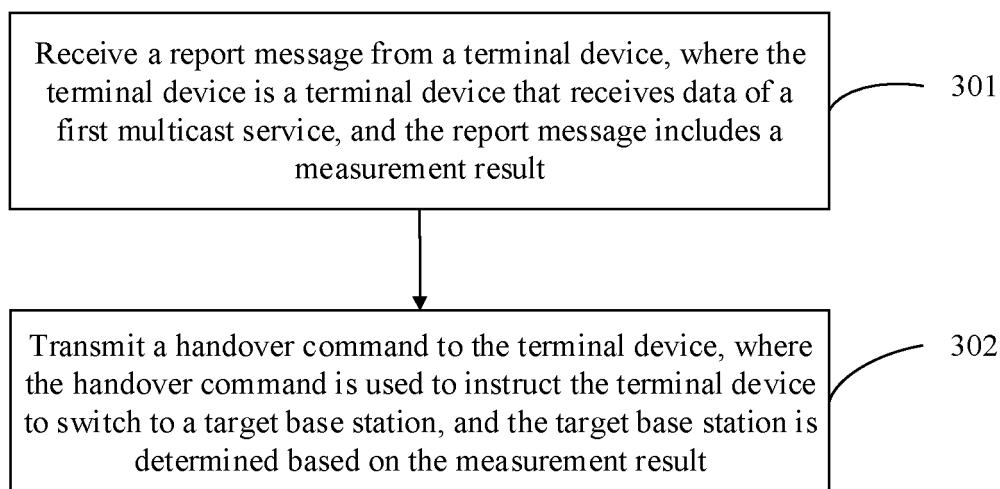 Receive a report message from a terminal device, where the
terminal device is a terminal device that receives data of a
first multicast service, and the report message includes a
measurement result
301
Transmit a handover command to the terminal device, where
the handover command is used to instruct the terminal device
to switch to a target base station, and the target base station is
determined based on the measurement result
302